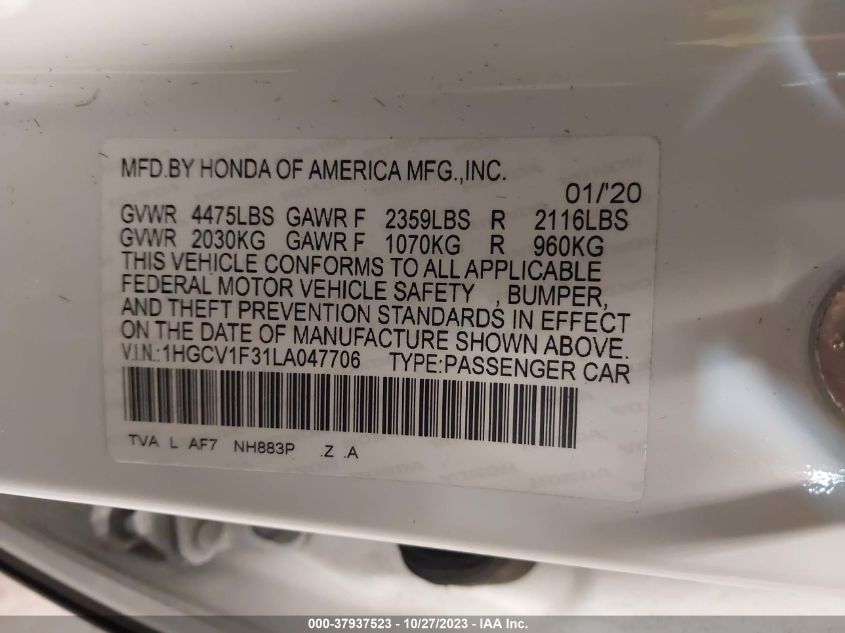 MFD.BY HONDA OF AMERICA MFG.,INC.
01/'20
GVWR 4475LBS GAWR F 2359LBS R 2116LBS
GVWR 2030KG GAWR F 1070KG R 960KG
THIS VEHICLE CONFORMS TO ALL APPLICABLE
FEDERAL MOTOR VEHICLE SAFETY , BUMPER,
AND THEFT PREVENTION STANDARDS IN EFFECT
ON THE DATE OF MANUFACTURE SHOWN ABOVE.
V.I.N.:1HGCV1F31LA047706 TYPE:PASSENGER CAR
TVA L AF7 NH883P .Z .A
000-37937523 - 10/27/2023 - IAA Inc.